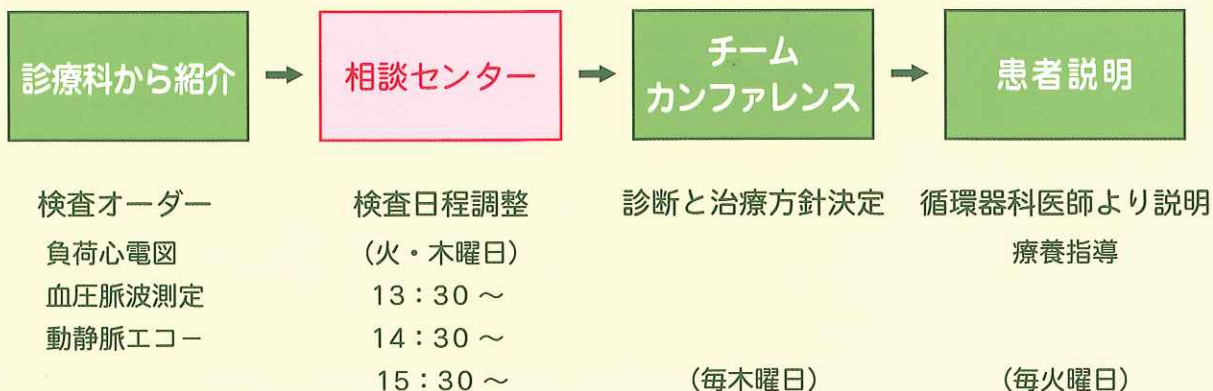 診療科から紹介
相談センター
チーム
カンファレンス
患者説明
検査オーダー
負荷心電図
血圧脈波測定
動静脈エコー
検査日程調整
（火・木曜日）
13：30 ～
14：30 ～
15：30 ～
診断と治療方針決定
（毎木曜日）
循環器科医師より説明
療養指導
（毎火曜日）